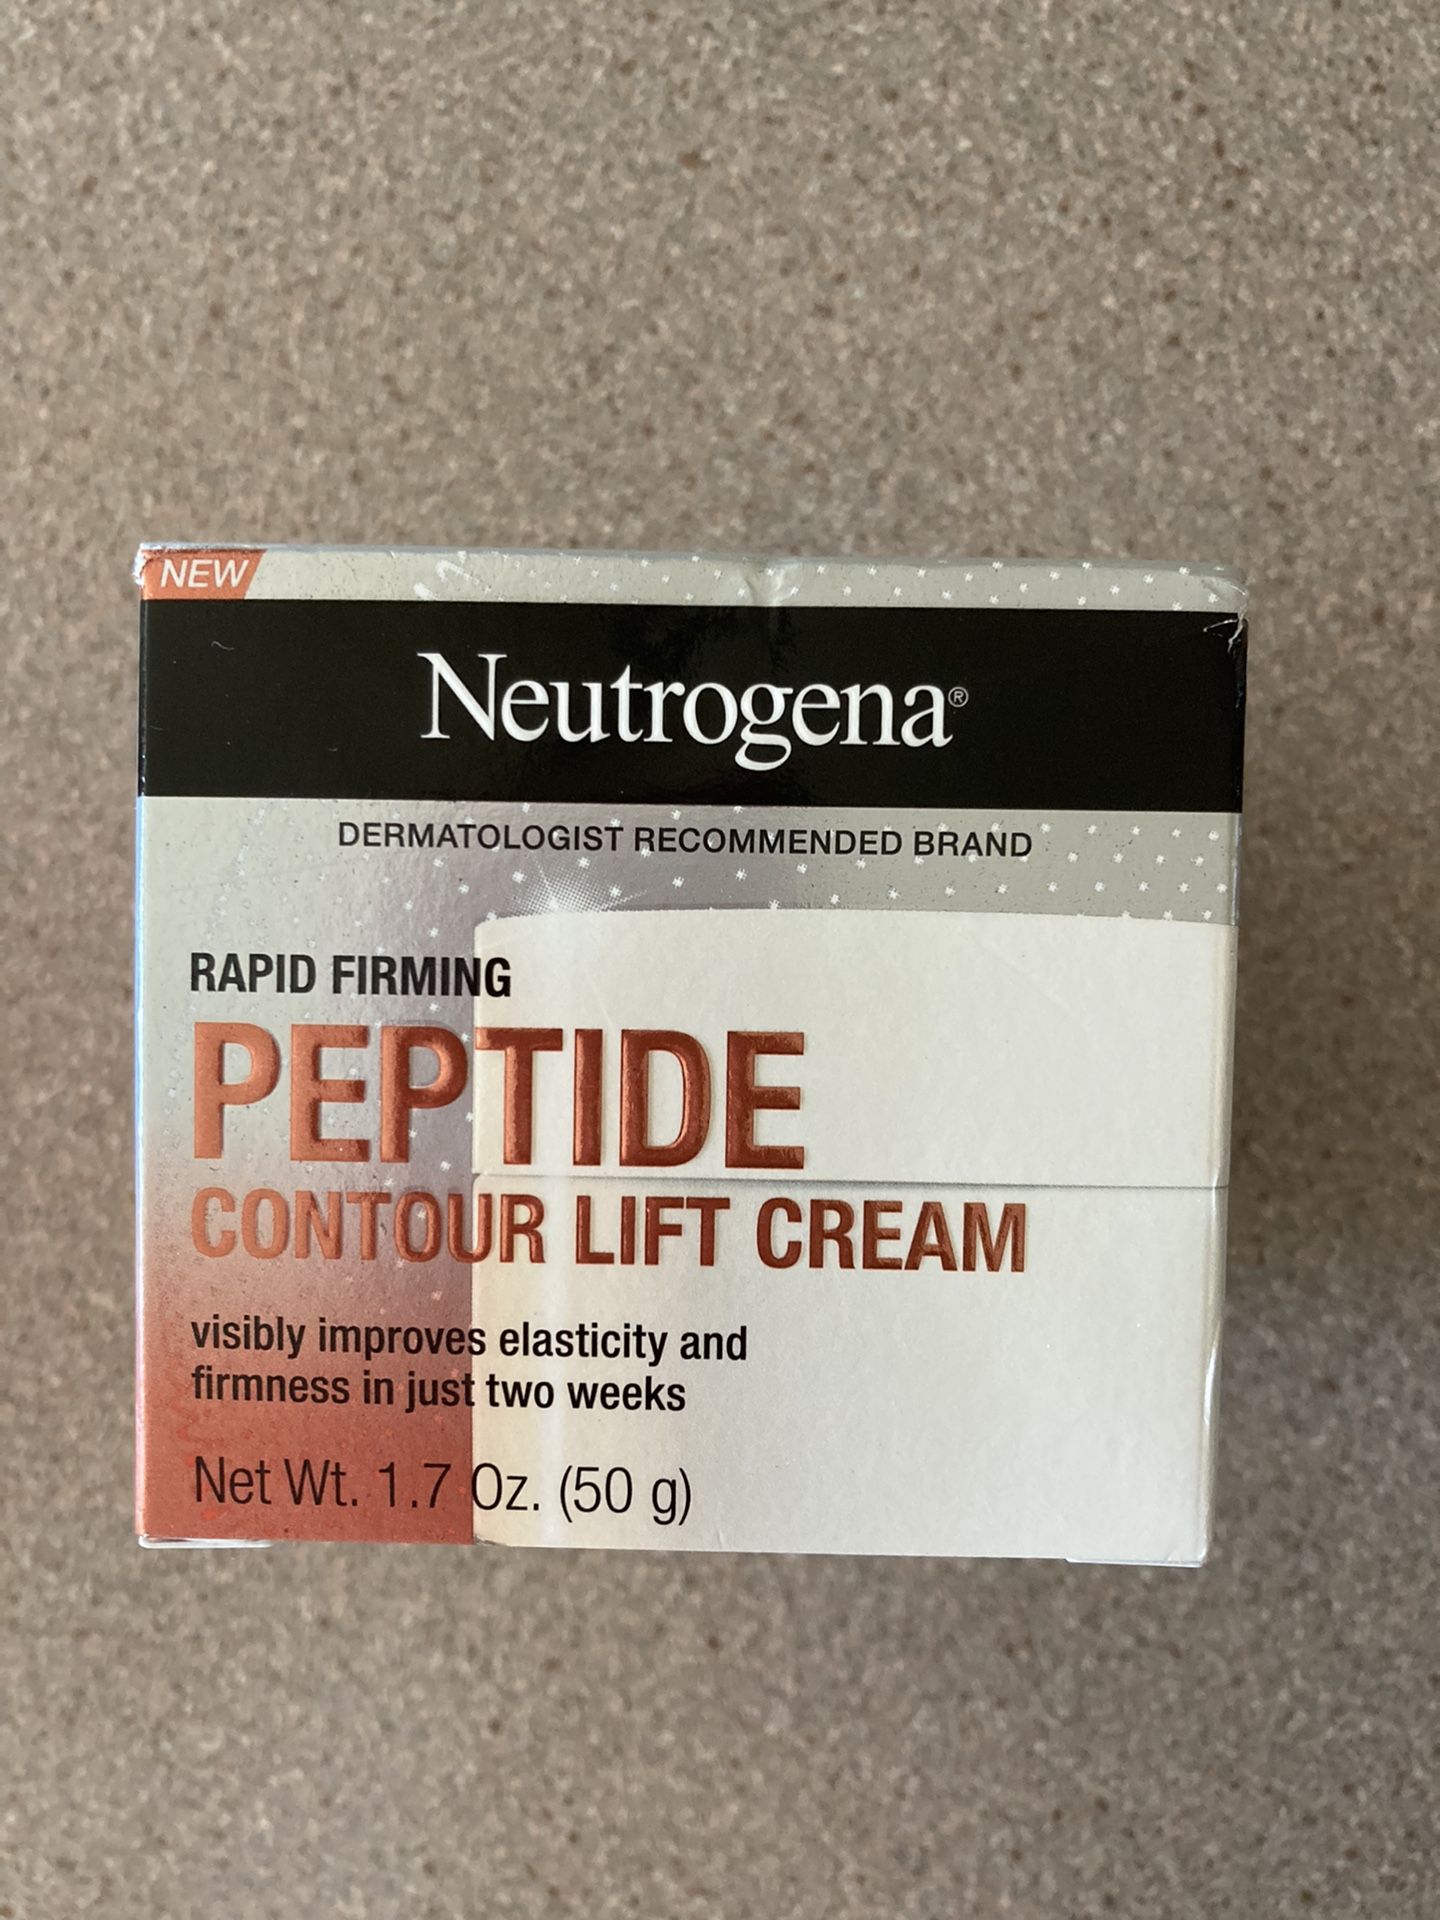 NEW
Neutrogena®
DERMATOLOGIST RECOMMENDED BRAND
RAPID FIRMING
PEPTIDE
CONTOUR LIFT CREAM
visibly improves elasticity and
firmness in just two weeks
Net Wt. 1.7 Oz. (50 g)